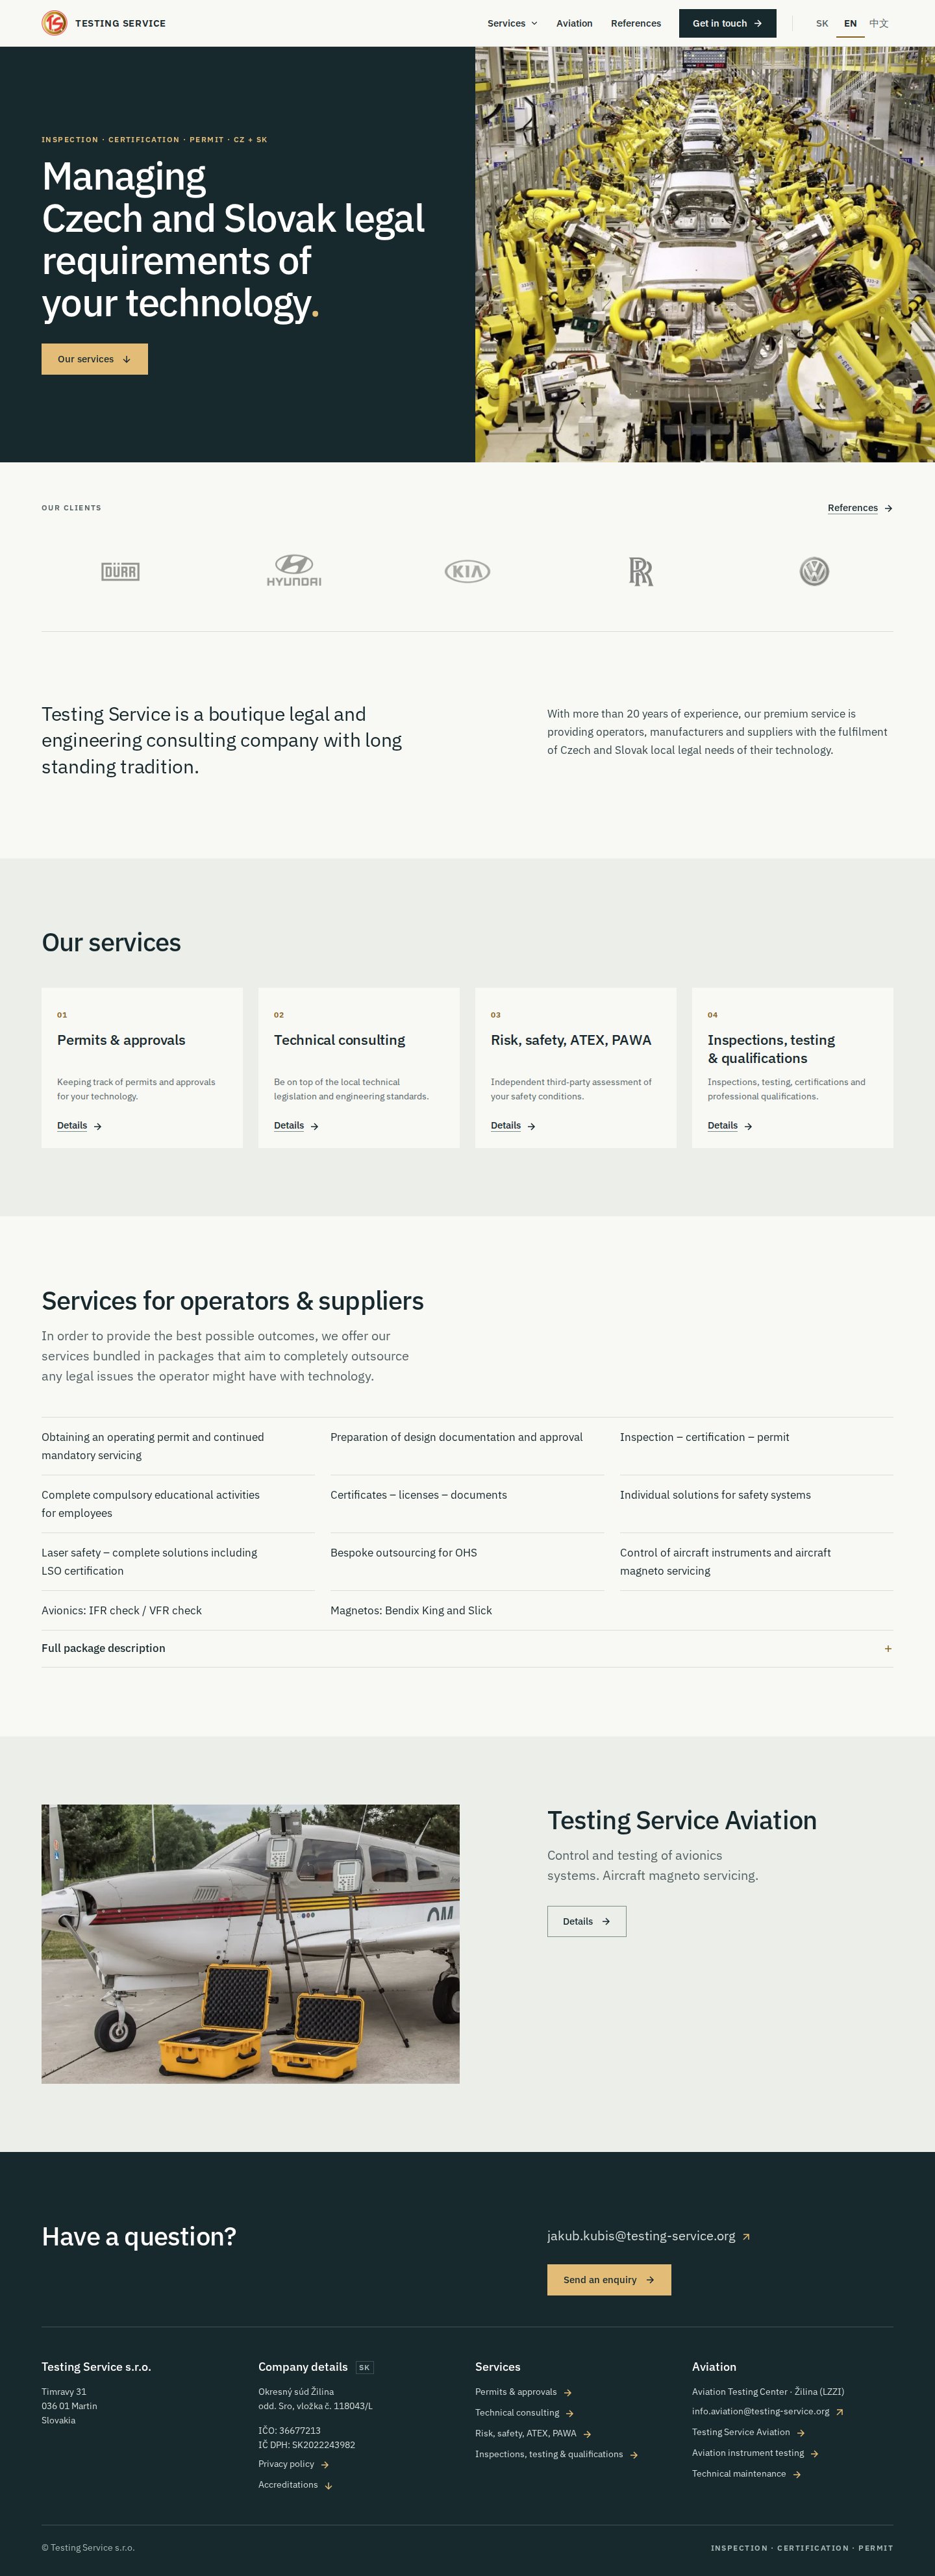 TESTING SERVICE
Services
Aviation
References
Get in touch
SK
EN
中文
INSPECTION · CERTIFICATION · PERMIT · CZ + SK
Managing
Czech and Slovak legal
requirements of
your technology.
Our services
OUR CLIENTS
References
DÜRR
HYUNDAI
KIA
RR
VW
Testing Service is a boutique legal and
engineering consulting company with long
standing tradition.
With more than 20 years of experience, our premium service is
providing operators, manufacturers and suppliers with the fulfilment
of Czech and Slovak local legal needs of their technology.
Our services
01
Permits & approvals
Keeping track of permits and approvals
for your technology.
Details
02
Technical consulting
Be on top of the local technical
legislation and engineering standards.
Details
03
Risk, safety, ATEX, PAWA
Independent third-party assessment of
your safety conditions.
Details
04
Inspections, testing
& qualifications
Inspections, testing, certifications and
professional qualifications.
Details
Services for operators & suppliers
In order to provide the best possible outcomes, we offer our
services bundled in packages that aim to completely outsource
any legal issues the operator might have with technology.
Obtaining an operating permit and continued
mandatory servicing
Preparation of design documentation and approval
Inspection – certification – permit
Complete compulsory educational activities
for employees
Certificates – licenses – documents
Individual solutions for safety systems
Laser safety – complete solutions including
LSO certification
Bespoke outsourcing for OHS
Control of aircraft instruments and aircraft
magneto servicing
Avionics: IFR check / VFR check
Magnetos: Bendix King and Slick
Full package description
+
OM
Testing Service Aviation
Control and testing of avionics
systems. Aircraft magneto servicing.
Details
Have a question?
jakub.kubis@testing-service.org
Send an enquiry
Testing Service s.r.o.
Timravy 31
036 01 Martin
Slovakia
Company details SK
Okresný súd Žilina
odd. Sro, vložka č. 118043/L
IČO: 36677213
IČ DPH: SK2022243982
Privacy policy
Accreditations
Services
Permits & approvals
Technical consulting
Risk, safety, ATEX, PAWA
Inspections, testing & qualifications
Aviation
Aviation Testing Center · Žilina (LZZI)
info.aviation@testing-service.org
Testing Service Aviation
Aviation instrument testing
Technical maintenance
© Testing Service s.r.o.
INSPECTION · CERTIFICATION · PERMIT